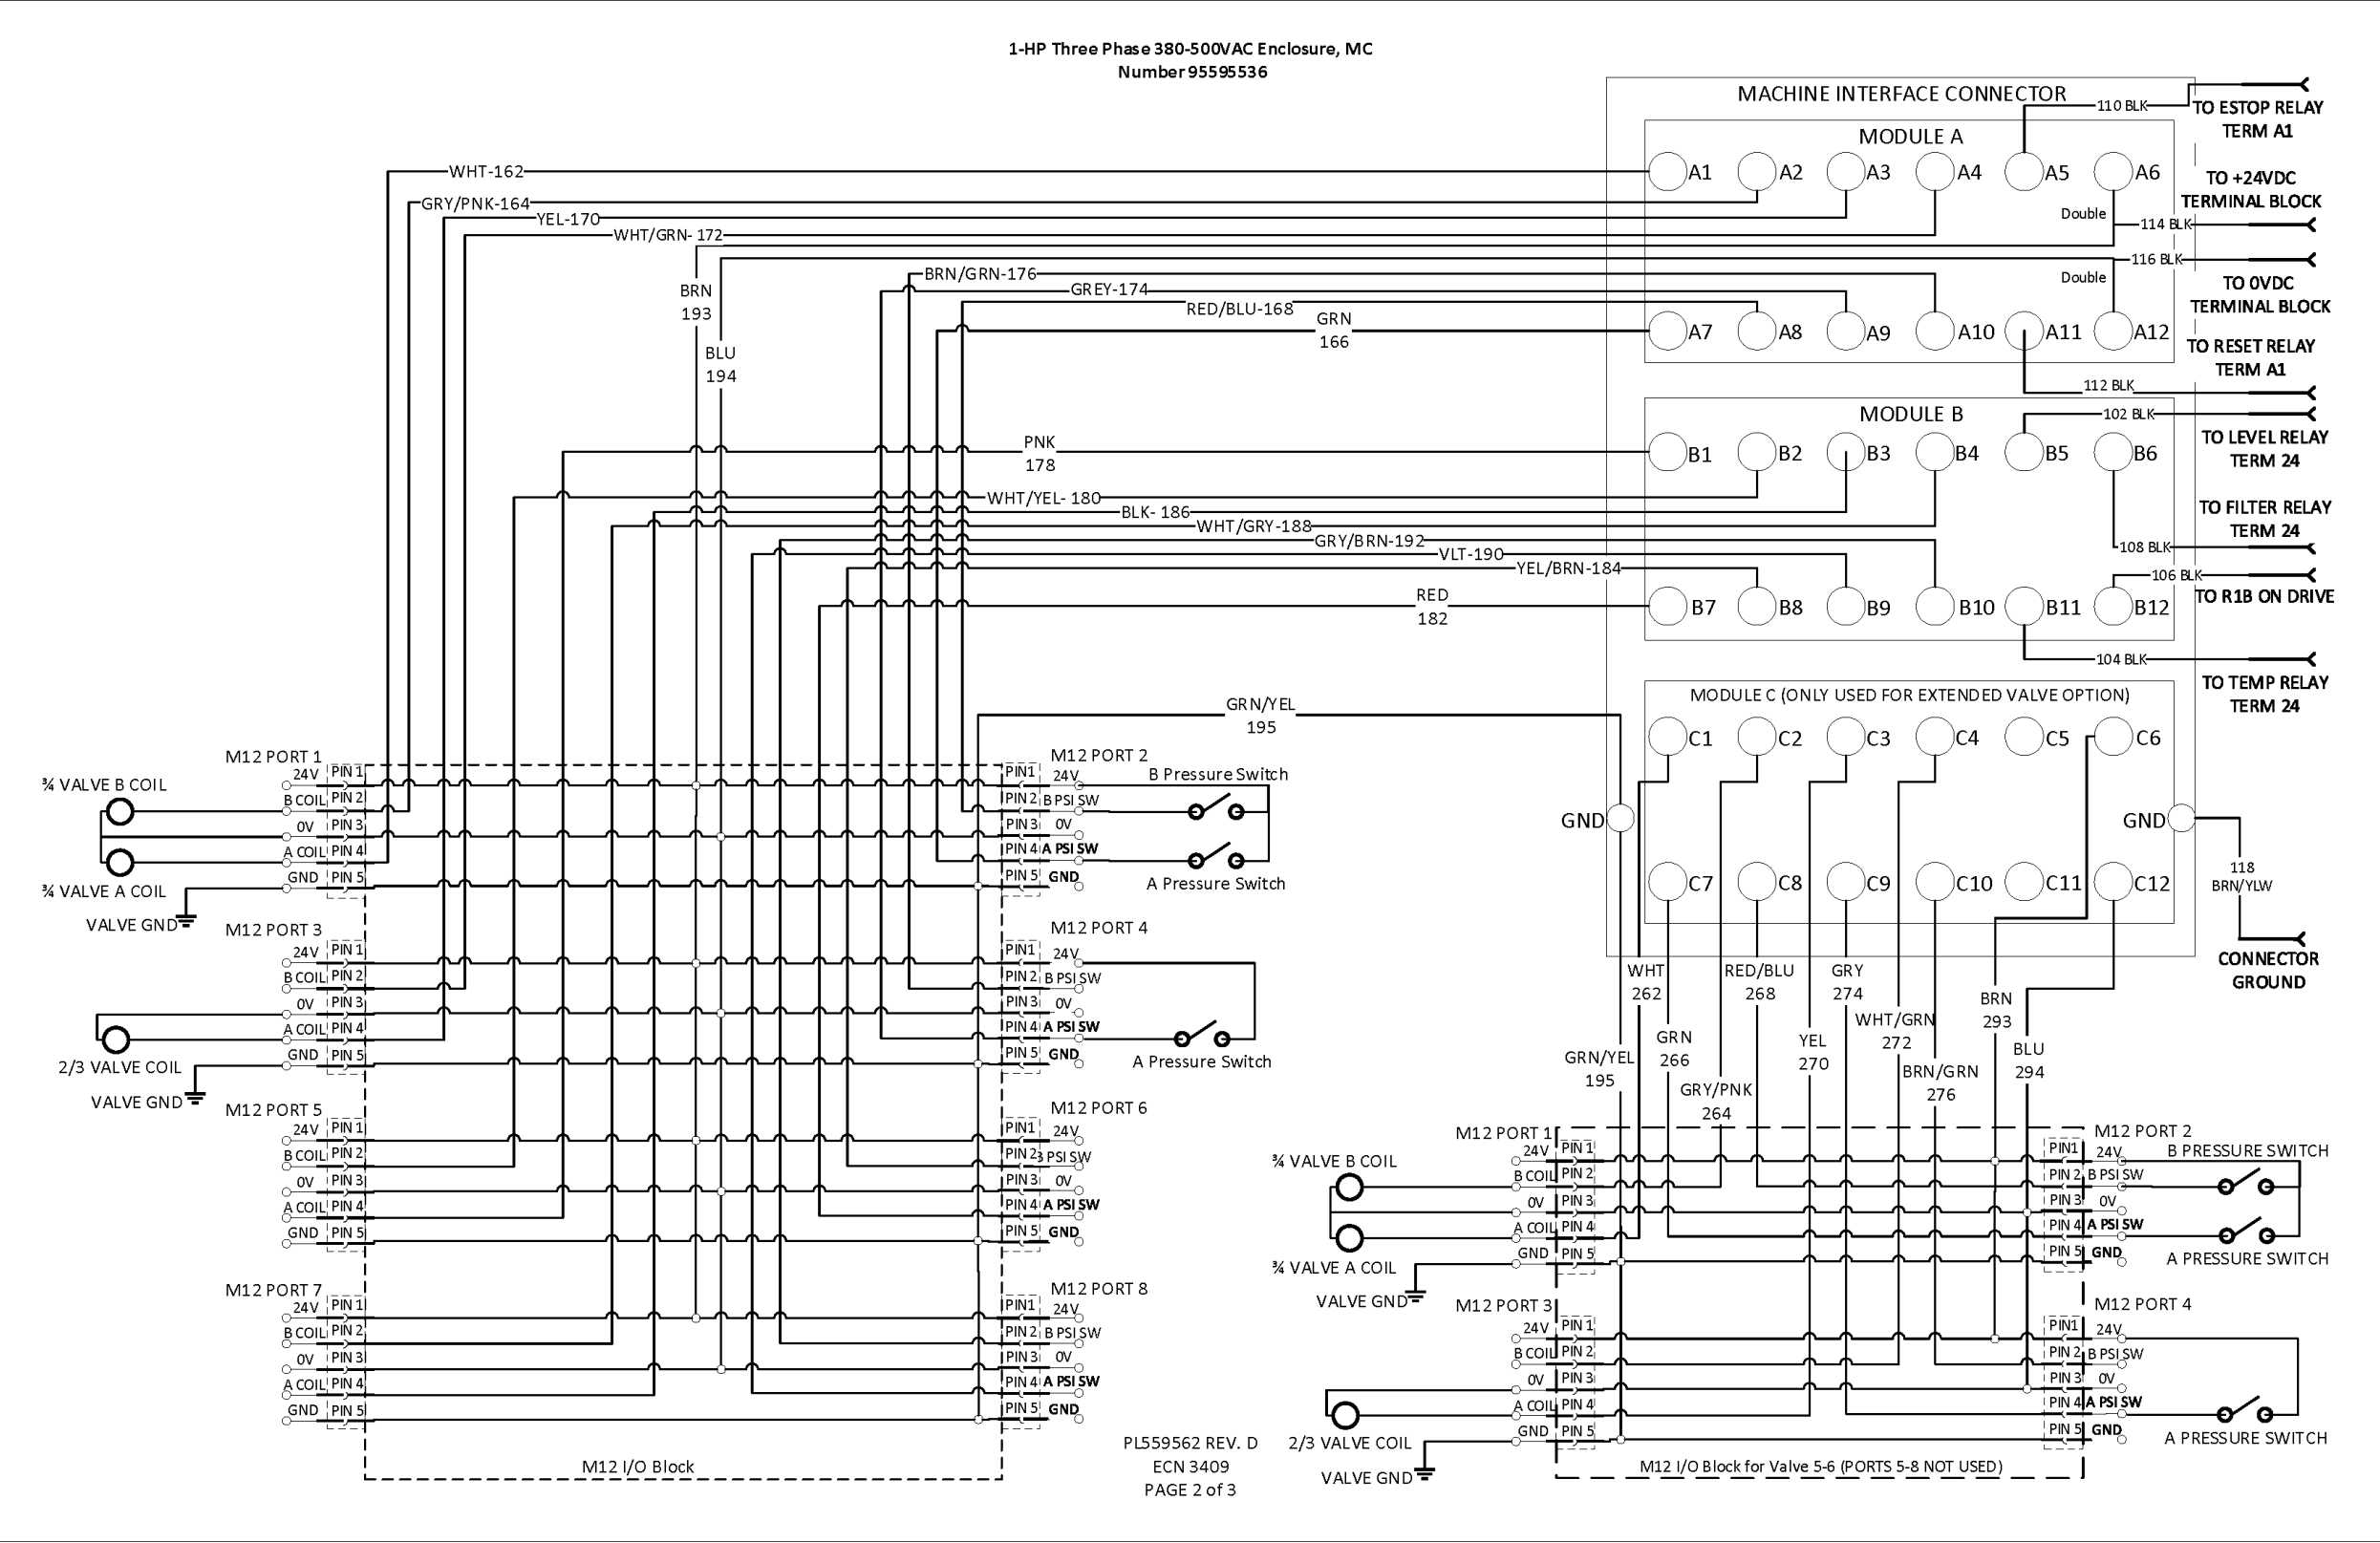 1-HP Three Phase 380-500VAC Enclosure, MC
Number 95595536
MACHINE INTERFACE CONNECTOR
MODULE A
A1 A2 A3 A4 A5 A6
Double
Double
A7 A8 A9 A10 A11 A12
110 BLK
TO ESTOP RELAY
TERM A1
TO +24VDC
TERMINAL BLOCK
114 BLK
116 BLK
TO 0VDC
TERMINAL BLOCK
TO RESET RELAY
TERM A1
112 BLK
WHT-162
GRY/PNK-164
YEL-170
WHT/GRN- 172
BRN
193
BLU
194
BRN/GRN-176
GREY-174
RED/BLU-168
GRN
166
MODULE B
B1 B2 B3 B4 B5 B6
B7 B8 B9 B10 B11 B12
102 BLK
TO LEVEL RELAY
TERM 24
TO FILTER RELAY
TERM 24
108 BLK
106 BLK
TO R1B ON DRIVE
104 BLK
TO TEMP RELAY
TERM 24
PNK
178
WHT/YEL- 180
BLK- 186
WHT/GRY-188
GRY/BRN-192
VLT-190
YEL/BRN-184
RED
182
MODULE C (ONLY USED FOR EXTENDED VALVE OPTION)
C1 C2 C3 C4 C5 C6
GND
GND
C7 C8 C9 C10 C11 C12
118
BRN/YLW
CONNECTOR
GROUND
GRN/YEL
195
M12 PORT 1
24V PIN 1
B COIL PIN 2
0V PIN 3
A COIL PIN 4
GND PIN 5
¾ VALVE B COIL
¾ VALVE A COIL
VALVE GND
M12 PORT 2
PIN1 24V
PIN 2 B PSI SW
PIN 3 0V
PIN 4 A PSI SW
PIN 5 GND
B Pressure Switch
A Pressure Switch
M12 PORT 3
24V PIN 1
B COIL PIN 2
0V PIN 3
A COIL PIN 4
GND PIN 5
2/3 VALVE COIL
VALVE GND
M12 PORT 4
PIN1 24V
PIN 2 B PSI SW
PIN 3 0V
PIN 4 A PSI SW
PIN 5 GND
A Pressure Switch
M12 PORT 5
24V PIN 1
B COIL PIN 2
0V PIN 3
A COIL PIN 4
GND PIN 5
M12 PORT 6
PIN1 24V
PIN 2 B PSI SW
PIN 3 0V
PIN 4 A PSI SW
PIN 5 GND
M12 PORT 7
24V PIN 1
B COIL PIN 2
0V PIN 3
A COIL PIN 4
GND PIN 5
M12 PORT 8
PIN1 24V
PIN 2 B PSI SW
PIN 3 0V
PIN 4 A PSI SW
PIN 5 GND
M12 I/O Block
PL559562 REV. D
ECN 3409
PAGE 2 of 3
WHT
262
RED/BLU
268
GRY
274
BRN
293
WHT/GRN
272
GRN
266
YEL
270
BLU
294
GRN/YEL
195
GRY/PNK
264
BRN/GRN
276
M12 PORT 1
24V PIN 1
B COIL PIN 2
0V PIN 3
A COIL PIN 4
GND PIN 5
¾ VALVE B COIL
¾ VALVE A COIL
VALVE GND
M12 PORT 2
PIN1 24V
PIN 2 B PSI SW
PIN 3 0V
PIN 4 A PSI SW
PIN 5 GND
B PRESSURE SWITCH
A PRESSURE SWITCH
M12 PORT 3
24V PIN 1
B COIL PIN 2
0V PIN 3
A COIL PIN 4
GND PIN 5
2/3 VALVE COIL
VALVE GND
M12 PORT 4
PIN1 24V
PIN 2 B PSI SW
PIN 3 0V
PIN 4 A PSI SW
PIN 5 GND
A PRESSURE SWITCH
M12 I/O Block for Valve 5-6 (PORTS 5-8 NOT USED)